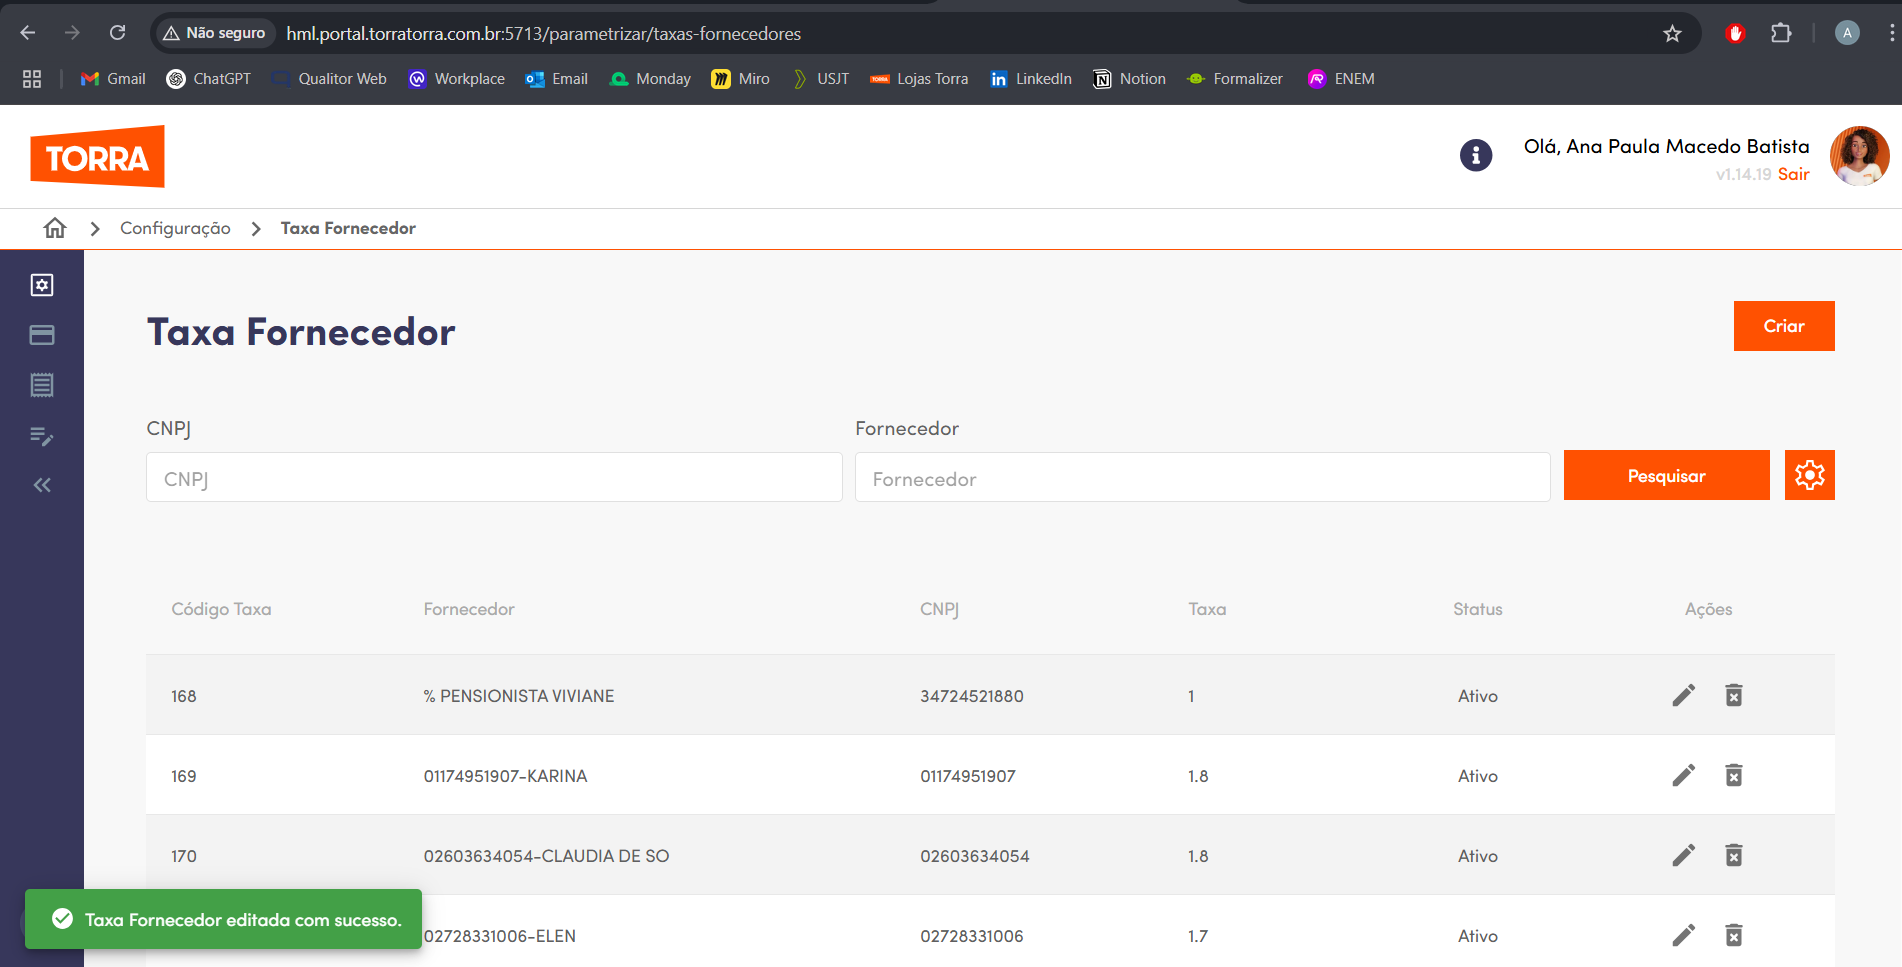 Não seguro
hml.portal.torratorra.com.br:5713/parametrizar/taxas-fornecedores
A
Gmail
ChatGPT
Qualitor Web
Workplace
Email
Monday
Miro
USJT
Lojas Torra
LinkedIn
Notion
Formalizer
ENEM
TORRA
Olá, Ana Paula Macedo Batista
v1.14.19 Sair
Configuração
Taxa Fornecedor
Taxa Fornecedor
Criar
CNPJ
Fornecedor
CNPJ
Fornecedor
Pesquisar
Código Taxa Fornecedor CNPJ Taxa Status Ações
168 % PENSIONISTA VIVIANE 34724521880 1 Ativo
169 01174951907-KARINA 01174951907 1.8 Ativo
170 02603634054-CLAUDIA DE SO 02603634054 1.8 Ativo
02728331006-ELEN 02728331006 1.7 Ativo
Taxa Fornecedor editada com sucesso.